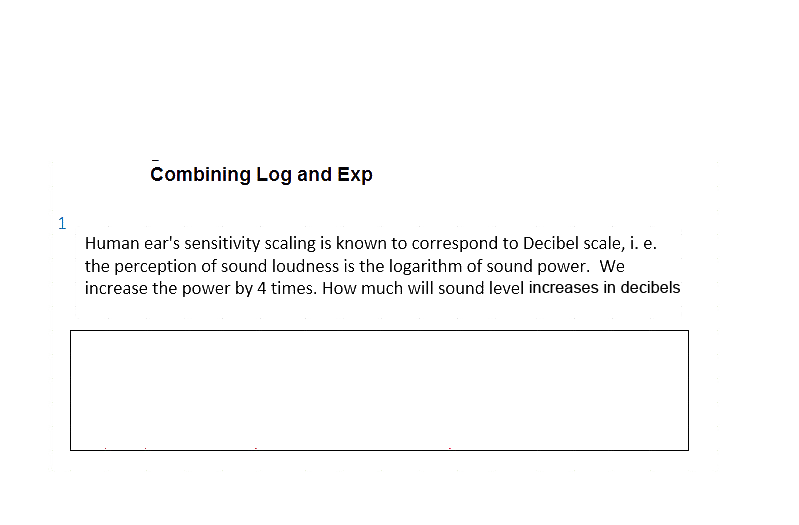 Combining Log and Exp
1
Human ear's sensitivity scaling is known to correspond to Decibel scale, i. e.
the perception of sound loudness is the logarithm of sound power.  We
increase the power by 4 times. How much will sound level increases in decibels